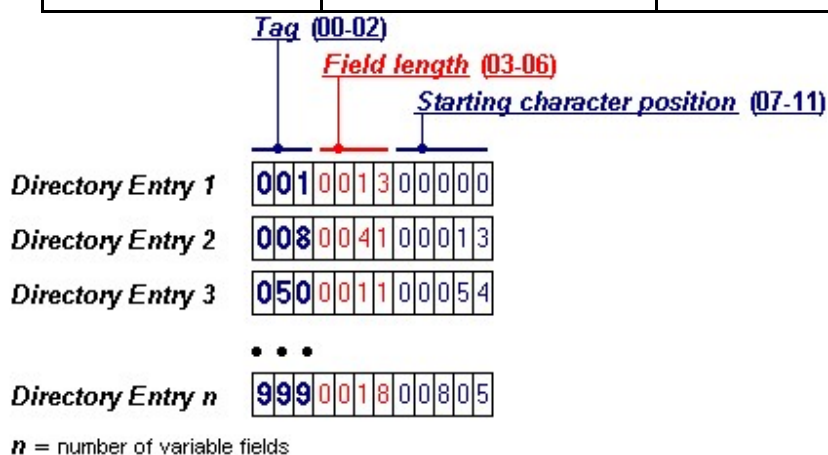 Tag (00-02)
Field length (03-06)
Starting character position (07-11)
Directory Entry 1 001001300000
Directory Entry 2 008004100013
Directory Entry 3 050001100054
• • •
Directory Entry n 999001800805
n = number of variable fields